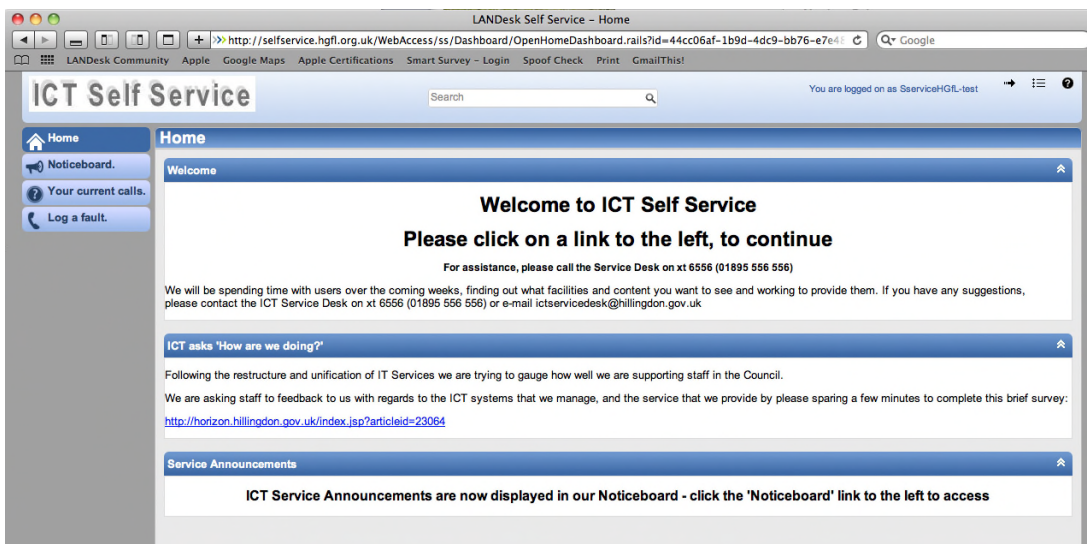 LANDesk Self Service – Home
http://selfservice.hgfl.org.uk/WebAccess/ss/Dashboard/OpenHomeDashboard.rails?id=44cc06af-1b9d-4dc9-bb76-e7e4
Google
LANDesk Community Apple Google Maps Apple Certifications Smart Survey – Login Spoof Check Print GmailThis!
ICT Self Service
Search
You are logged on as SserviceHGfL-test
Home
Noticeboard.
Your current calls.
Log a fault.
Home
Welcome
Welcome to ICT Self Service
Please click on a link to the left, to continue
For assistance, please call the Service Desk on xt 6556 (01895 556 556)
We will be spending time with users over the coming weeks, finding out what facilities and content you want to see and working to provide them. If you have any suggestions,
please contact the ICT Service Desk on xt 6556 (01895 556 556) or e-mail ictservicedesk@hillingdon.gov.uk
ICT asks 'How are we doing?'
Following the restructure and unification of IT Services we are trying to gauge how well we are supporting staff in the Council.
We are asking staff to feedback to us with regards to the ICT systems that we manage, and the service that we provide by please sparing a few minutes to complete this brief survey:
http://horizon.hillingdon.gov.uk/index.jsp?articleid=23064
Service Announcements
ICT Service Announcements are now displayed in our Noticeboard - click the 'Noticeboard' link to the left to access